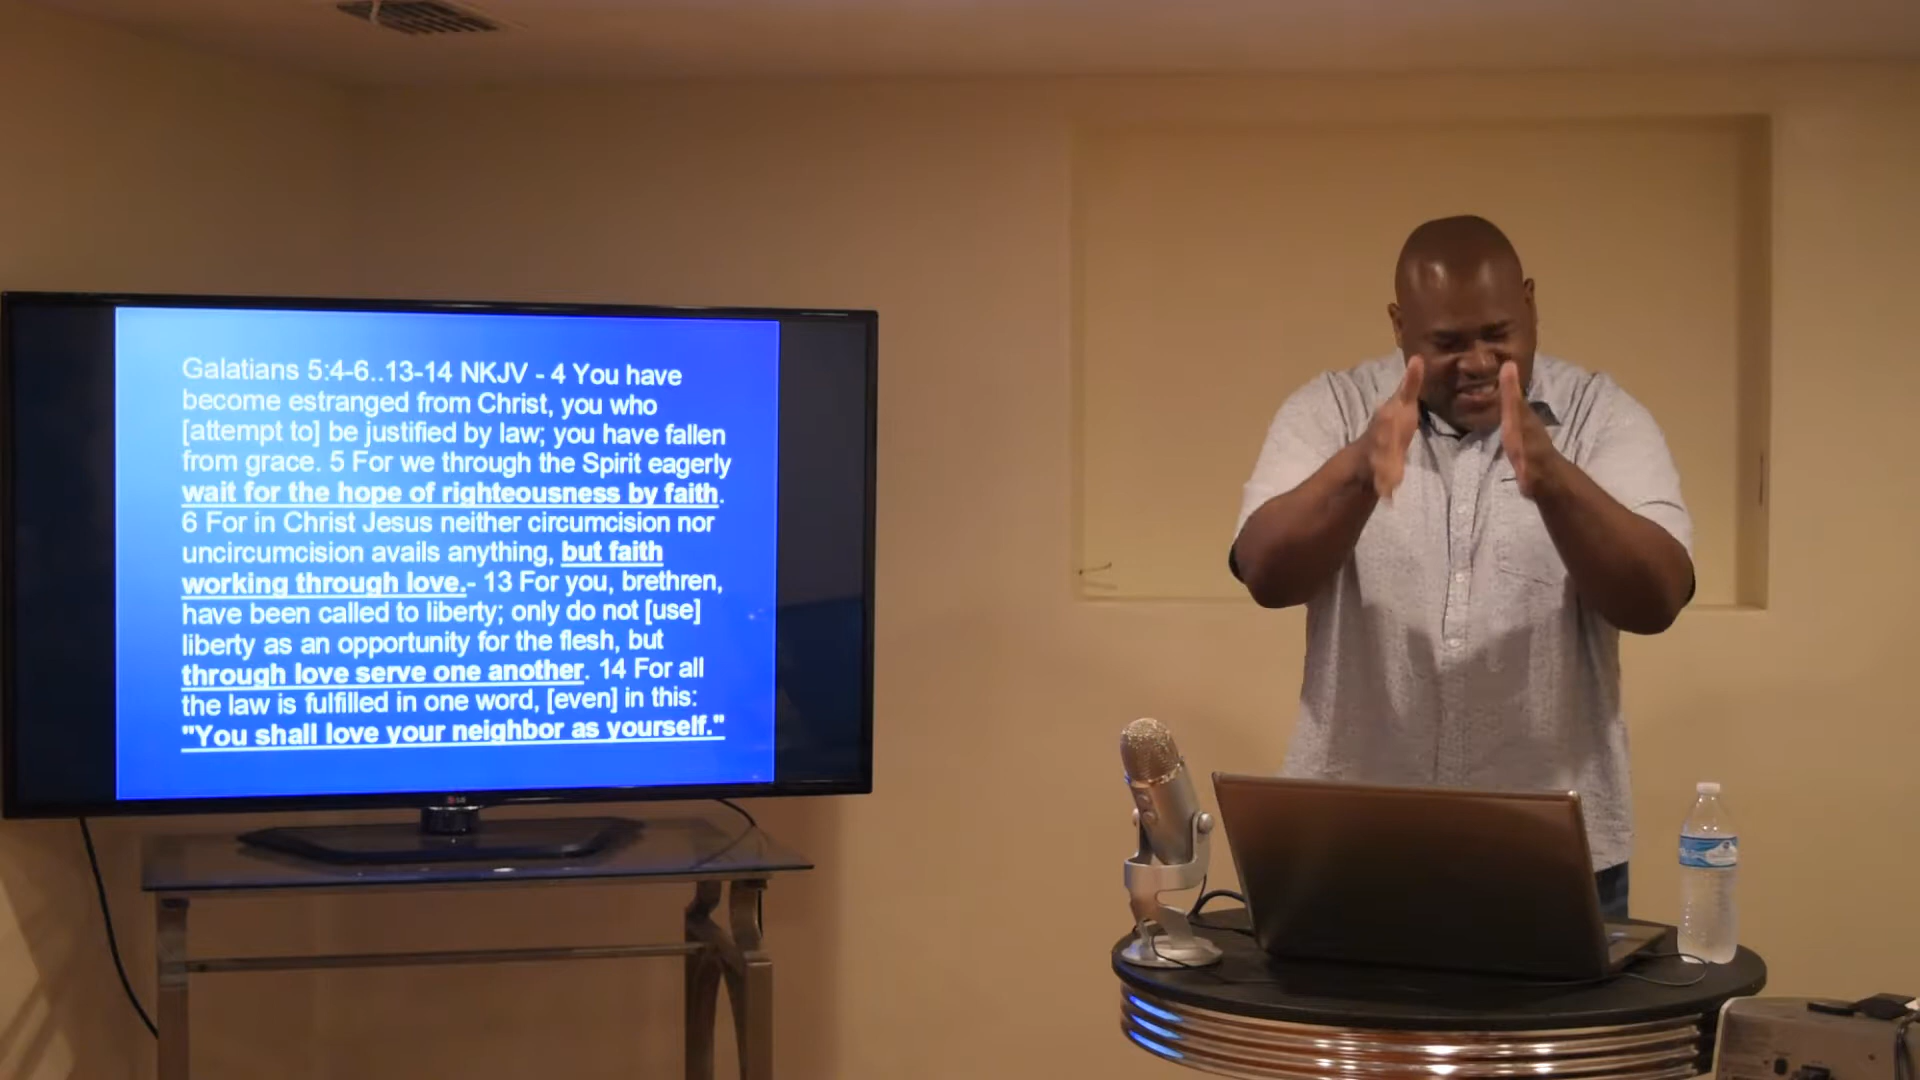 Galatians 5:4-6..13-14 NKJV - 4 You have
become estranged from Christ, you who
[attempt to] be justified by law; you have fallen
from grace. 5 For we through the Spirit eagerly
wait for the hope of righteousness by faith.
6 For in Christ Jesus neither circumcision nor
uncircumcision avails anything, but faith
working through love.- 13 For you, brethren,
have been called to liberty; only do not [use]
liberty as an opportunity for the flesh, but
through love serve one another. 14 For all
the law is fulfilled in one word, [even] in this:
"You shall love your neighbor as yourself."
LG